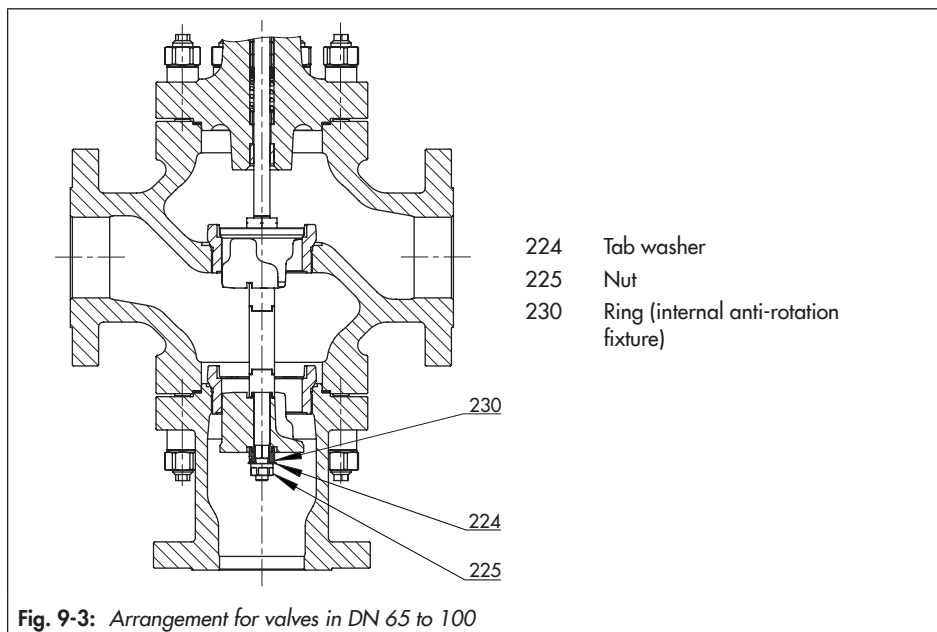 224 Tab washer
225 Nut
230 Ring (internal anti-rotation
fixture)
230
224
225
Fig. 9-3: Arrangement for valves in DN 65 to 100